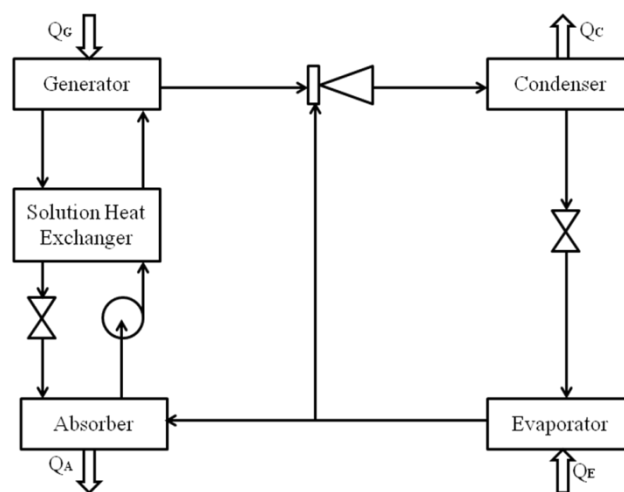 QG
QC
Generator
Condenser
Solution Heat
Exchanger
Absorber
Evaporator
QA
QE